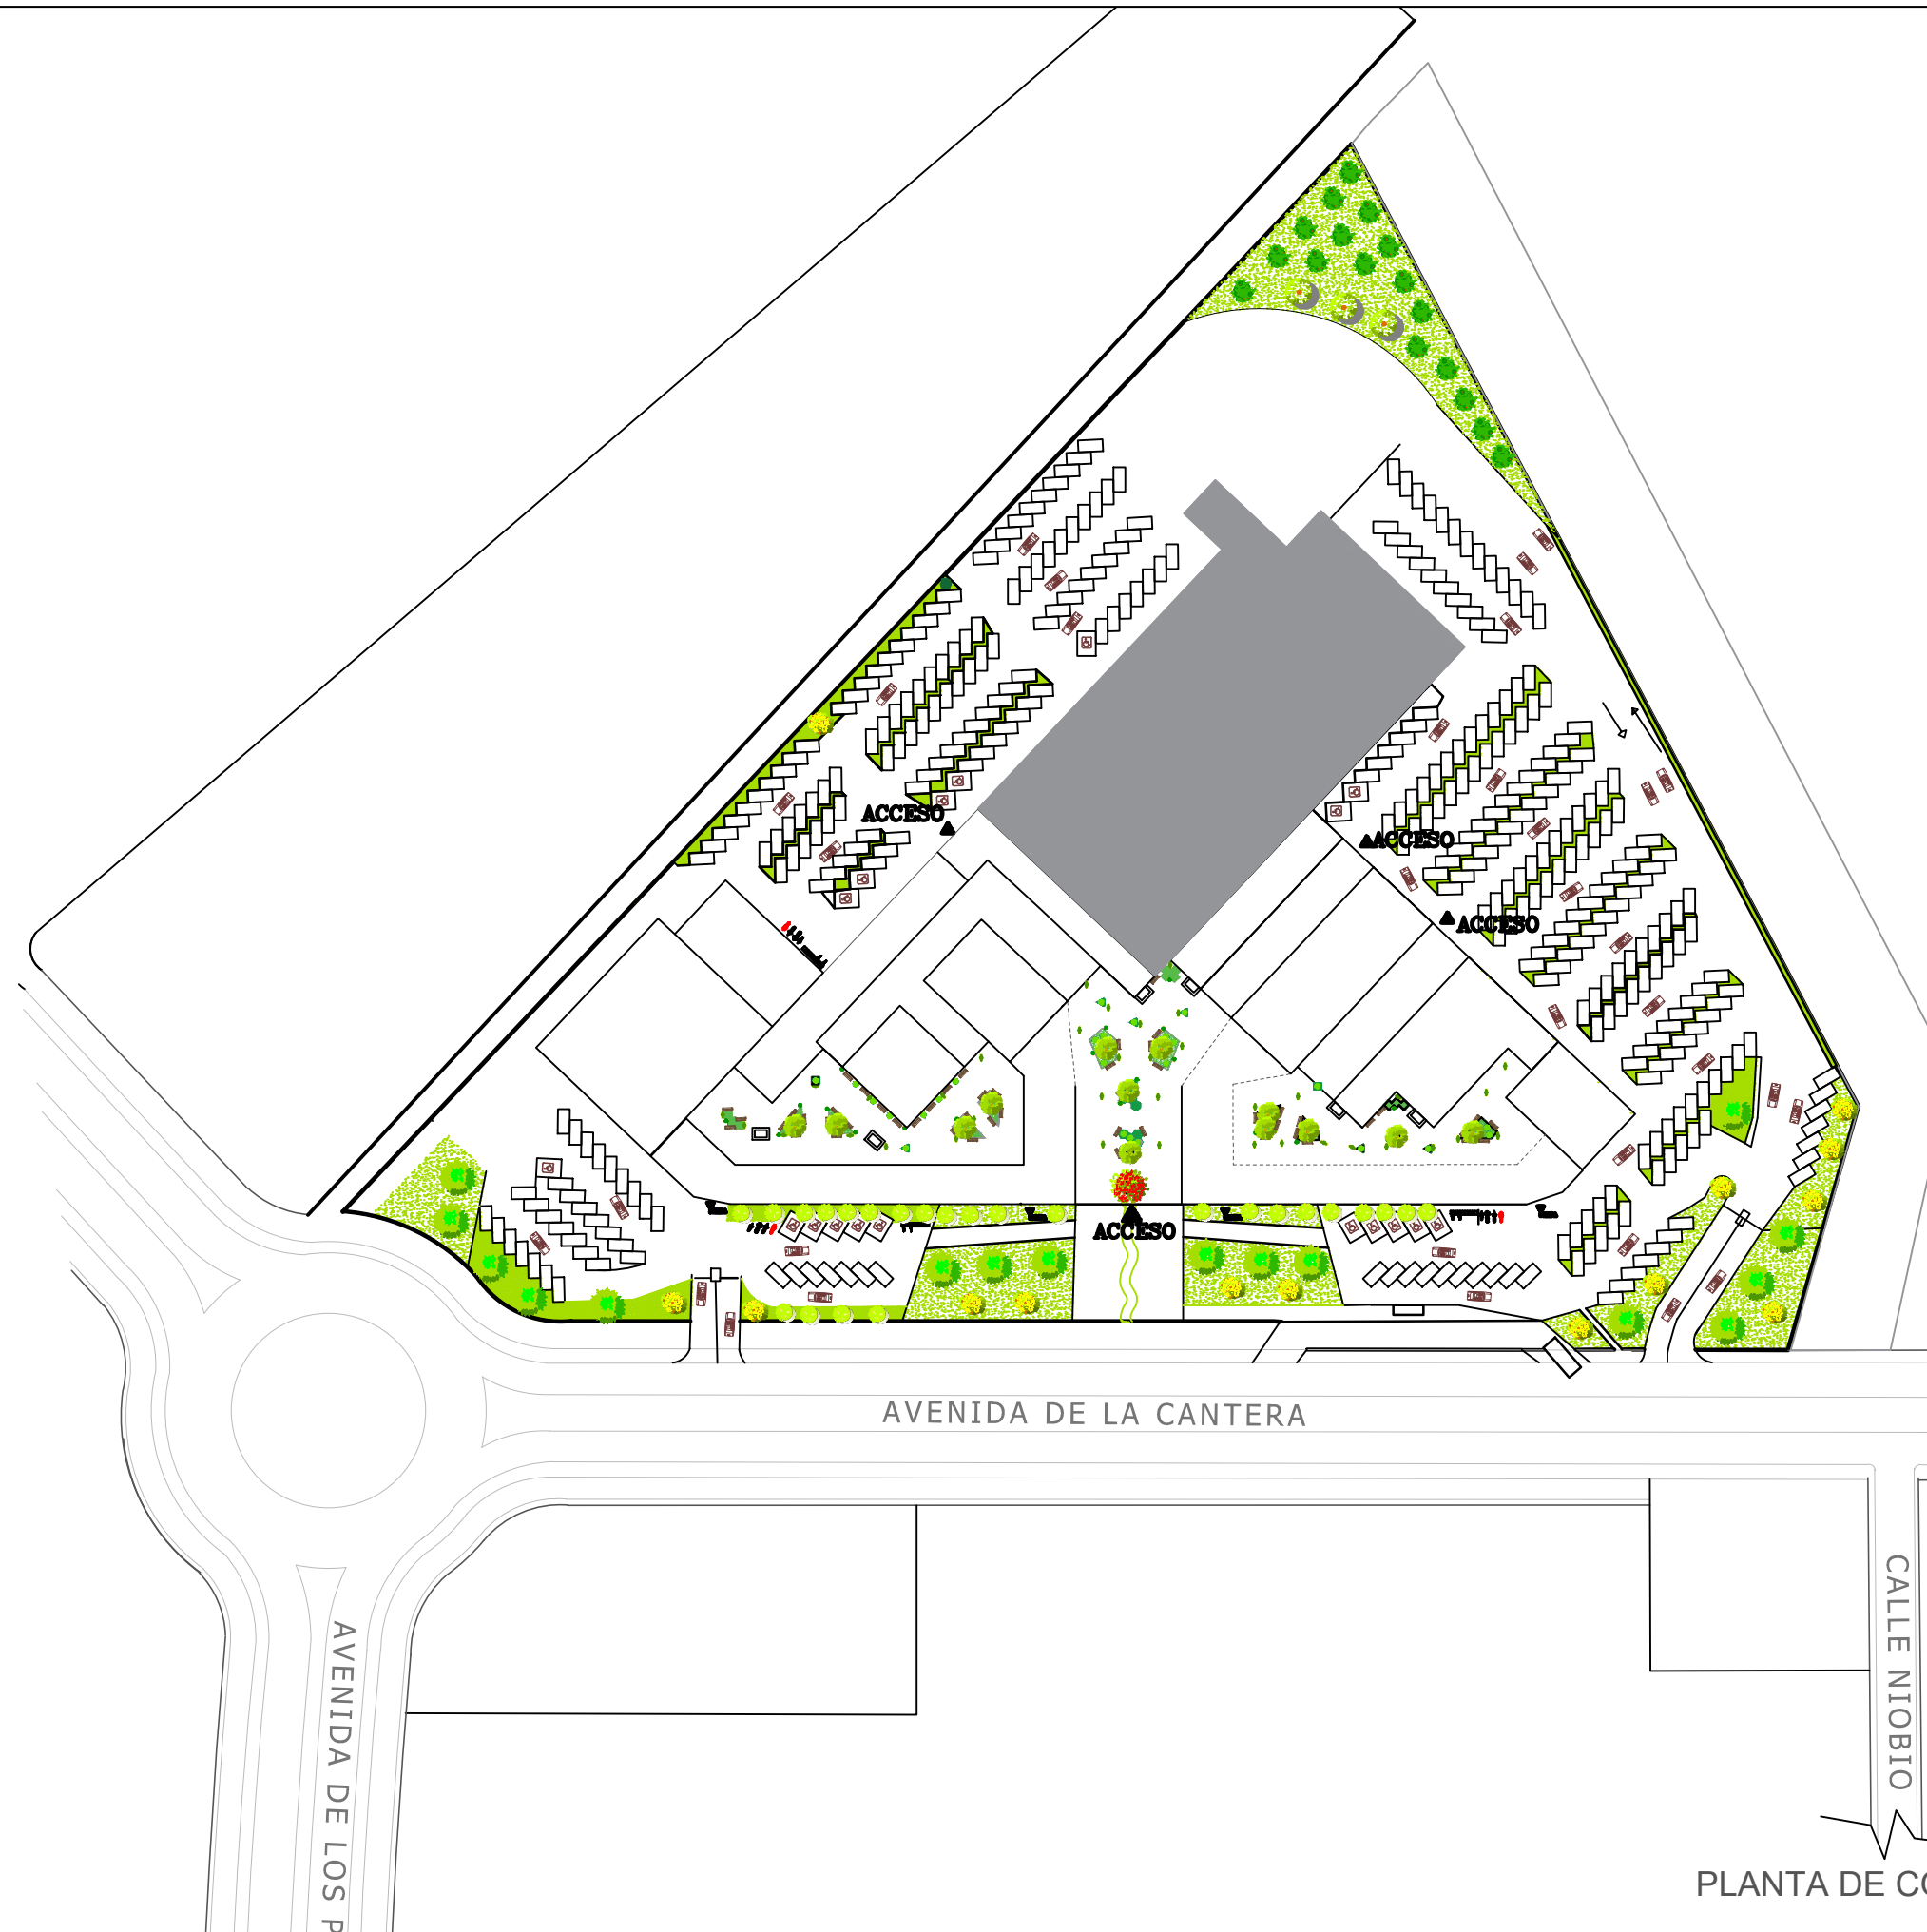 ACCESO
ACCESO
ACCESO
ACCESO
AVENIDA DE LA CANTERA
CALLE NIOBIO
AVENIDA DE LOS
PLANTA DE